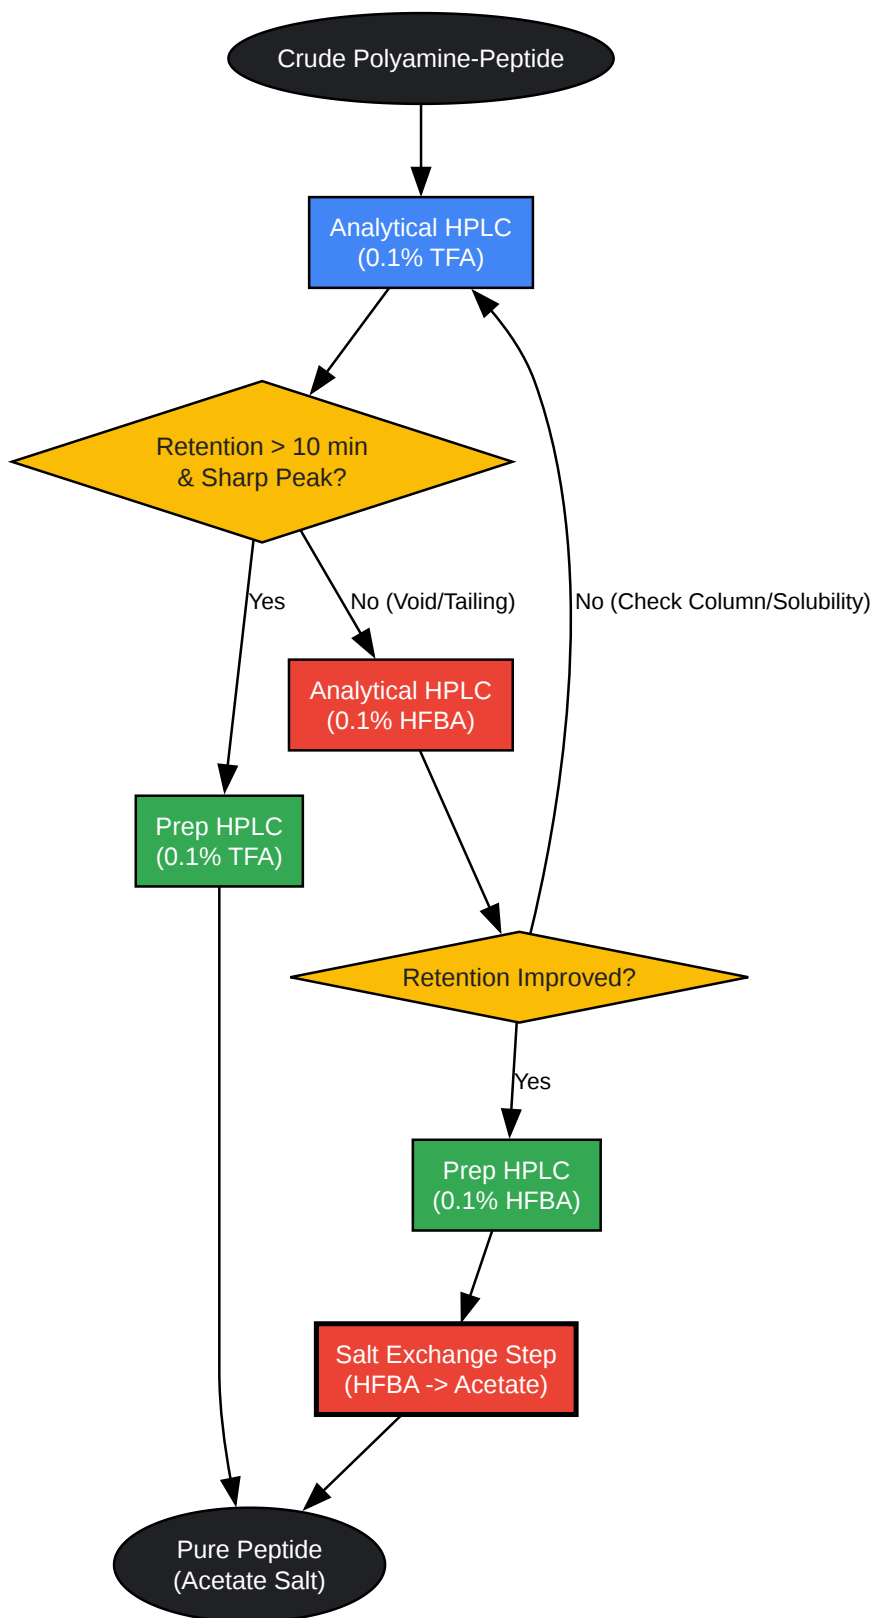 Crude Polyamine-Peptide
Analytical HPLC
(0.1% TFA)
Retention > 10 min
& Sharp Peak?
Yes
No (Void/Tailing)
No (Check Column/Solubility)
Analytical HPLC
(0.1% HFBA)
Prep HPLC
(0.1% TFA)
Retention Improved?
Yes
Prep HPLC
(0.1% HFBA)
Salt Exchange Step
(HFBA -> Acetate)
Pure Peptide
(Acetate Salt)